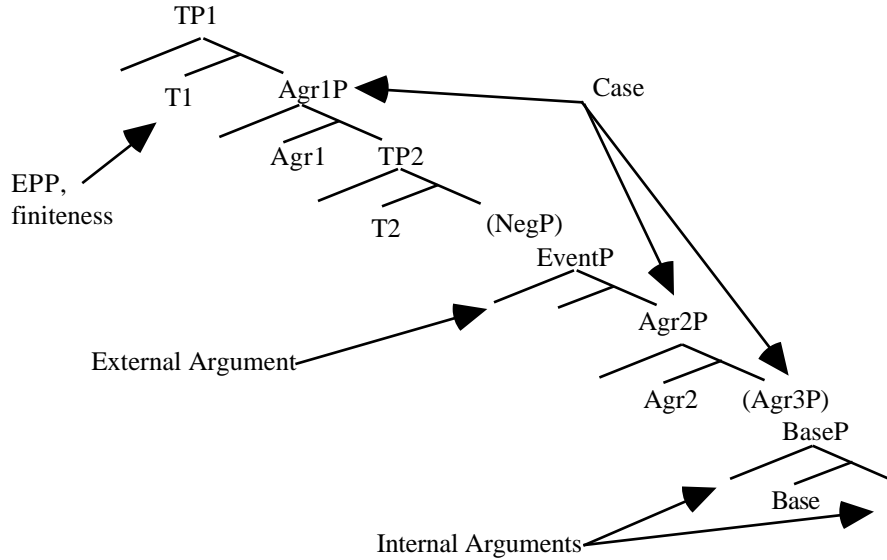 TP1
T1
Agr1P
Case
Agr1
TP2
EPP,
finiteness
T2
(NegP)
EventP
Agr2P
External Argument
Agr2
(Agr3P)
BaseP
Base
Internal Arguments